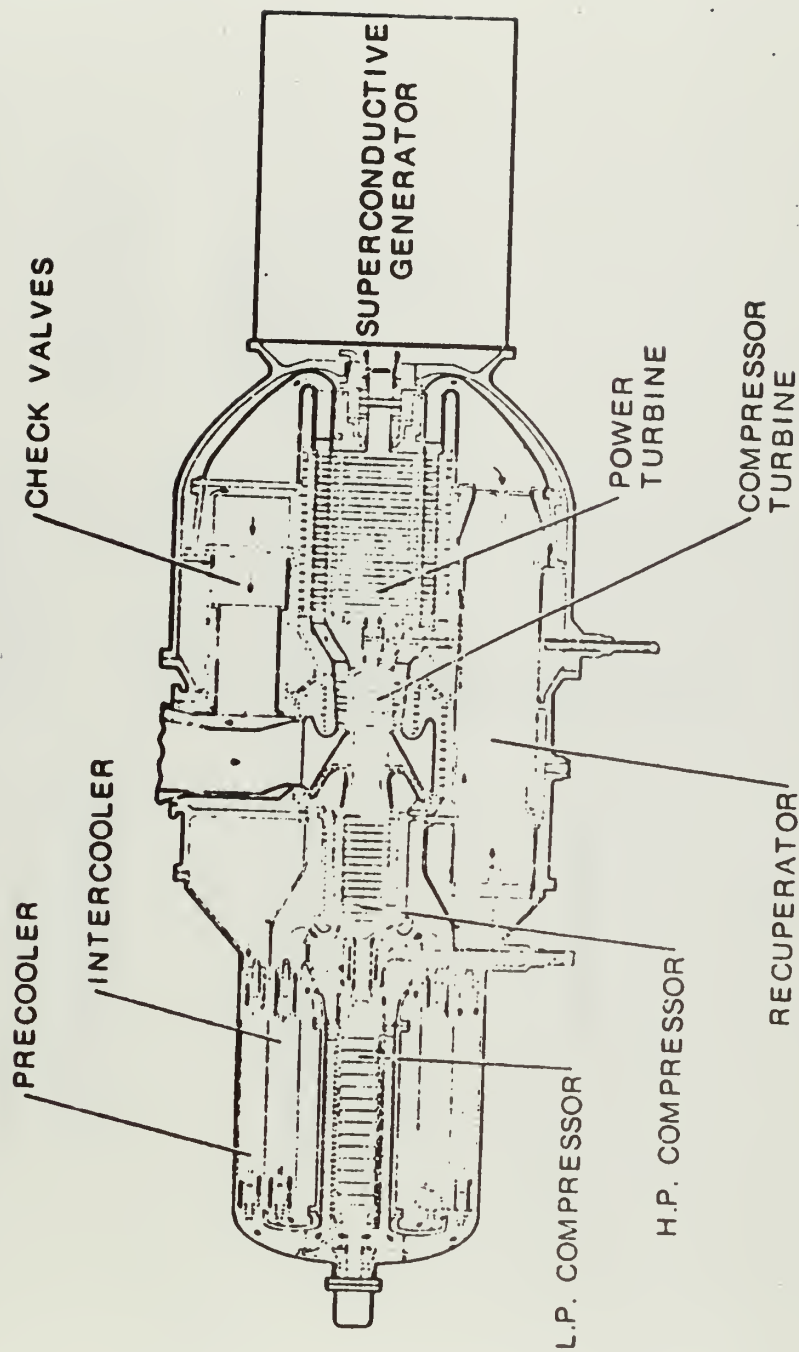 PRECOOLER
INTERCOOLER
CHECK VALVES
SUPERCONDUCTIVE
GENERATOR
L.P. COMPRESSOR
H.P. COMPRESSOR
RECUPERATOR
POWER
TURBINE
COMPRESSOR
TURBINE